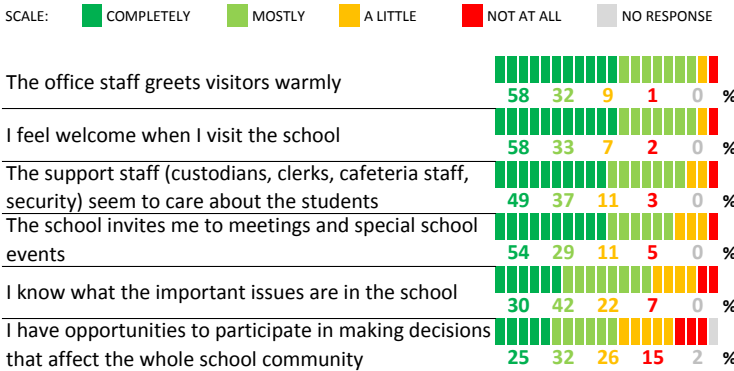 SCALE: COMPLETELY MOSTLY A LITTLE NOT AT ALL NO RESPONSE
The office staff greets visitors warmly
58 32 9 1 0 %
I feel welcome when I visit the school
58 33 7 2 0 %
The support staff (custodians, clerks, cafeteria staff,
security) seem to care about the students
49 37 11 3 0 %
The school invites me to meetings and special school
events
54 29 11 5 0 %
I know what the important issues are in the school
30 42 22 7 0 %
I have opportunities to participate in making decisions
that affect the whole school community
25 32 26 15 2 %